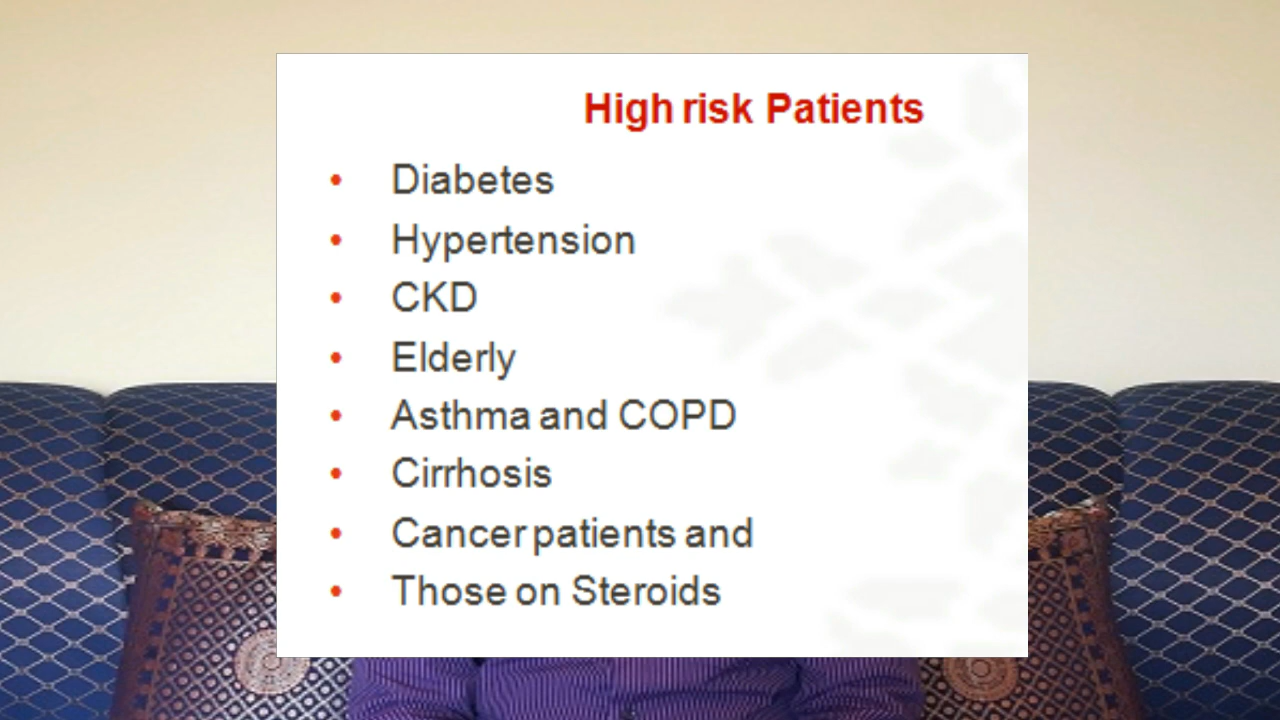 High risk Patients
• Diabetes
• Hypertension
• CKD
• Elderly
• Asthma and COPD
• Cirrhosis
• Cancer patients and
• Those on Steroids